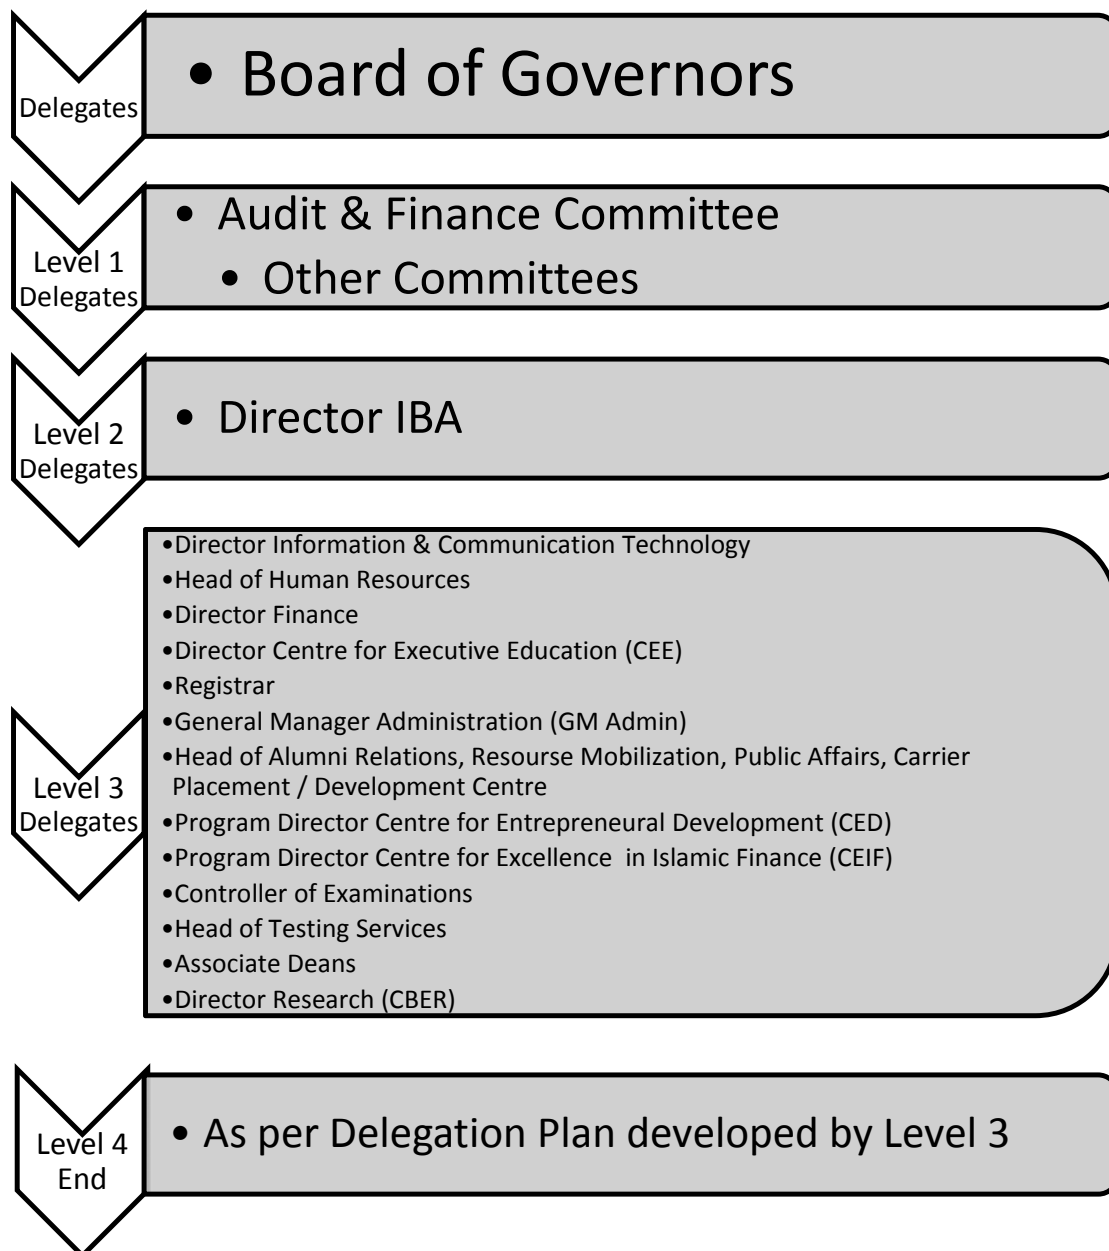 Delegates
• Board of Governors
Level 1
Delegates
• Audit & Finance Committee
• Other Committees
Level 2
Delegates
• Director IBA
Level 3
Delegates
•Director Information & Communication Technology
•Head of Human Resources
•Director Finance
•Director Centre for Executive Education (CEE)
•Registrar
•General Manager Administration (GM Admin)
•Head of Alumni Relations, Resourse Mobilization, Public Affairs, Carrier
Placement / Development Centre
•Program Director Centre for Entrepreneural Development (CED)
•Program Director Centre for Excellence in Islamic Finance (CEIF)
•Controller of Examinations
•Head of Testing Services
•Associate Deans
•Director Research (CBER)
Level 4
End
• As per Delegation Plan developed by Level 3